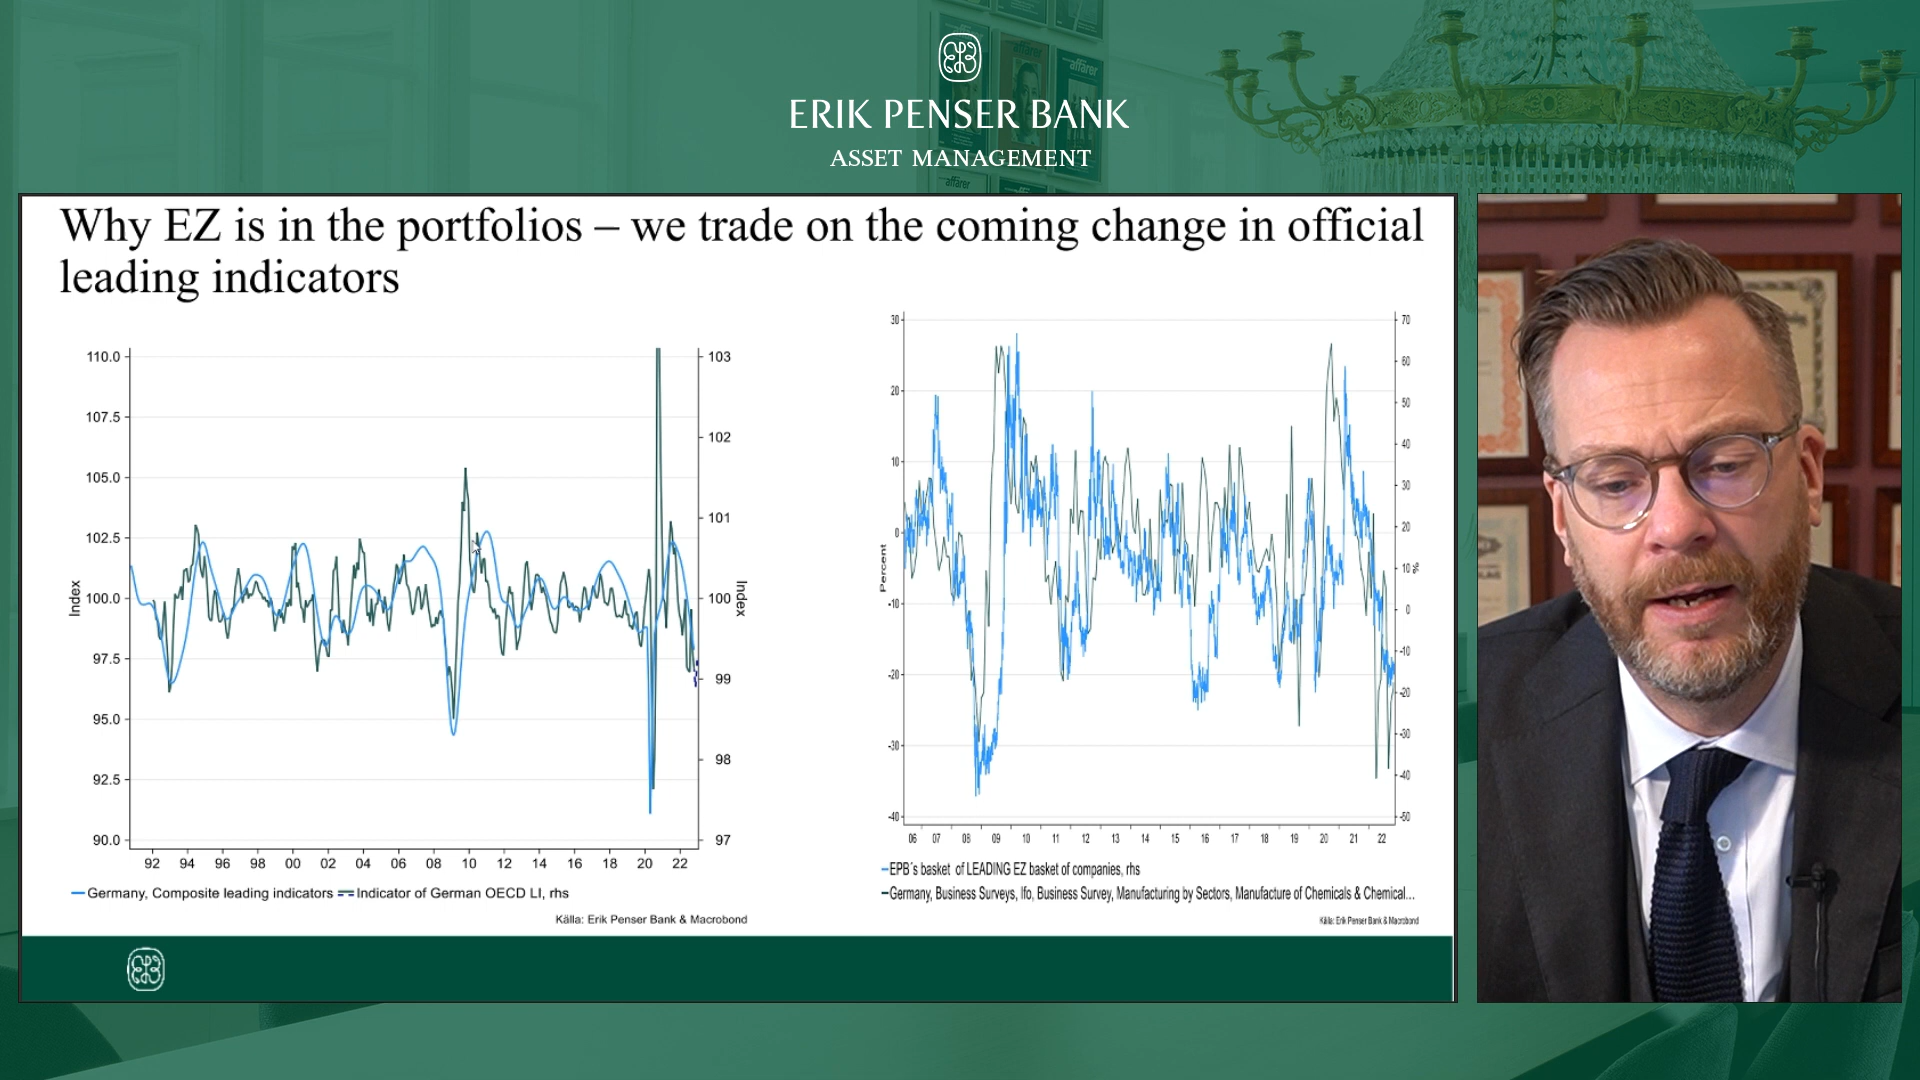 affärer
affärer
ERIK PENSER BANK
ASSET MANAGEMENT
affärer
Why EZ is in the portfolios – we trade on the coming change in official
leading indicators
110.0
107.5
105.0
102.5
100.0
97.5
95.0
92.5
90.0
Index
103
102
101
100
99
98
97
Index
92 94 96 98 00 02 04 06 08 10 12 14 16 18 20 22
Germany, Composite leading indicators Indicator of German OECD LI, rhs
Källa: Erik Penser Bank & Macrobond
30
20
10
0
-10
-20
-30
-40
Percent
70
60
50
40
30
20
10
0
-10
-20
-30
-40
-50
%
06 07 08 09 10 11 12 13 14 15 16 17 18 19 20 21 22
EPB´s basket of LEADING EZ basket of companies, rhs
Germany, Business Surveys, Ifo, Business Survey, Manufacturing by Sectors, Manufacture of Chemicals & Chemical...
Källa: Erik Penser Bank & Macrobond